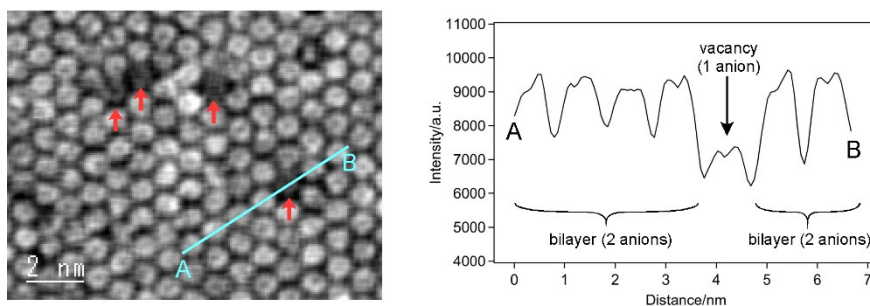 B
A
2 nm
11000
10000
9000
8000
7000
6000
5000
4000
Intensity/a.u.
vacancy
(1 anion)
A
B
bilayer (2 anions)
bilayer (2 anions)
0
1
2
3
4
5
6
7
Distance/nm